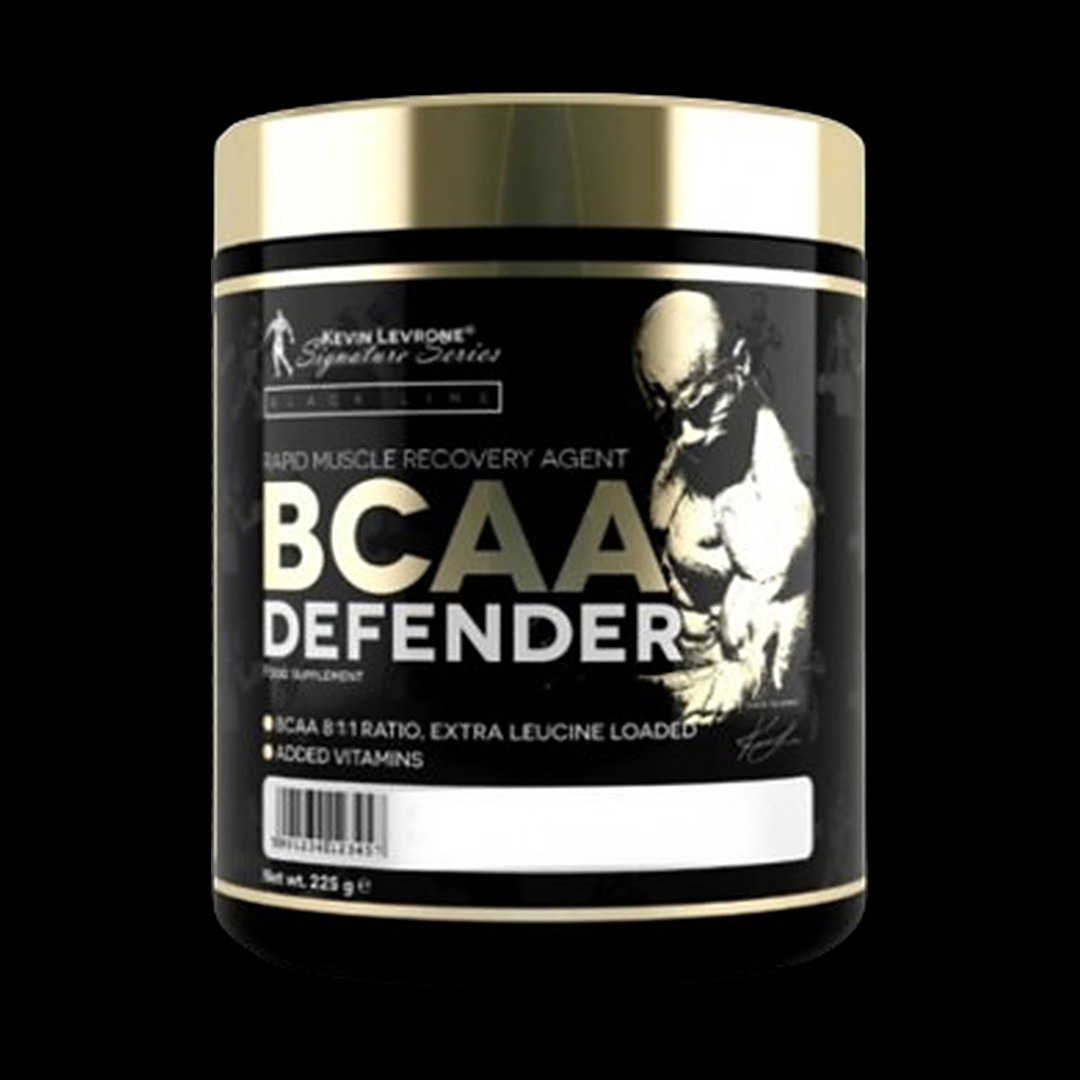 KEVIN LEVRONE®
Signature Series
BLACK LINE
RAPID MUSCLE RECOVERY AGENT
BCAA
DEFENDER
FOOD SUPPLEMENT
BCAA 8:1:1 RATIO, EXTRA LEUCINE LOADED
ADDED VITAMINS
Net wt. 225 g ℮